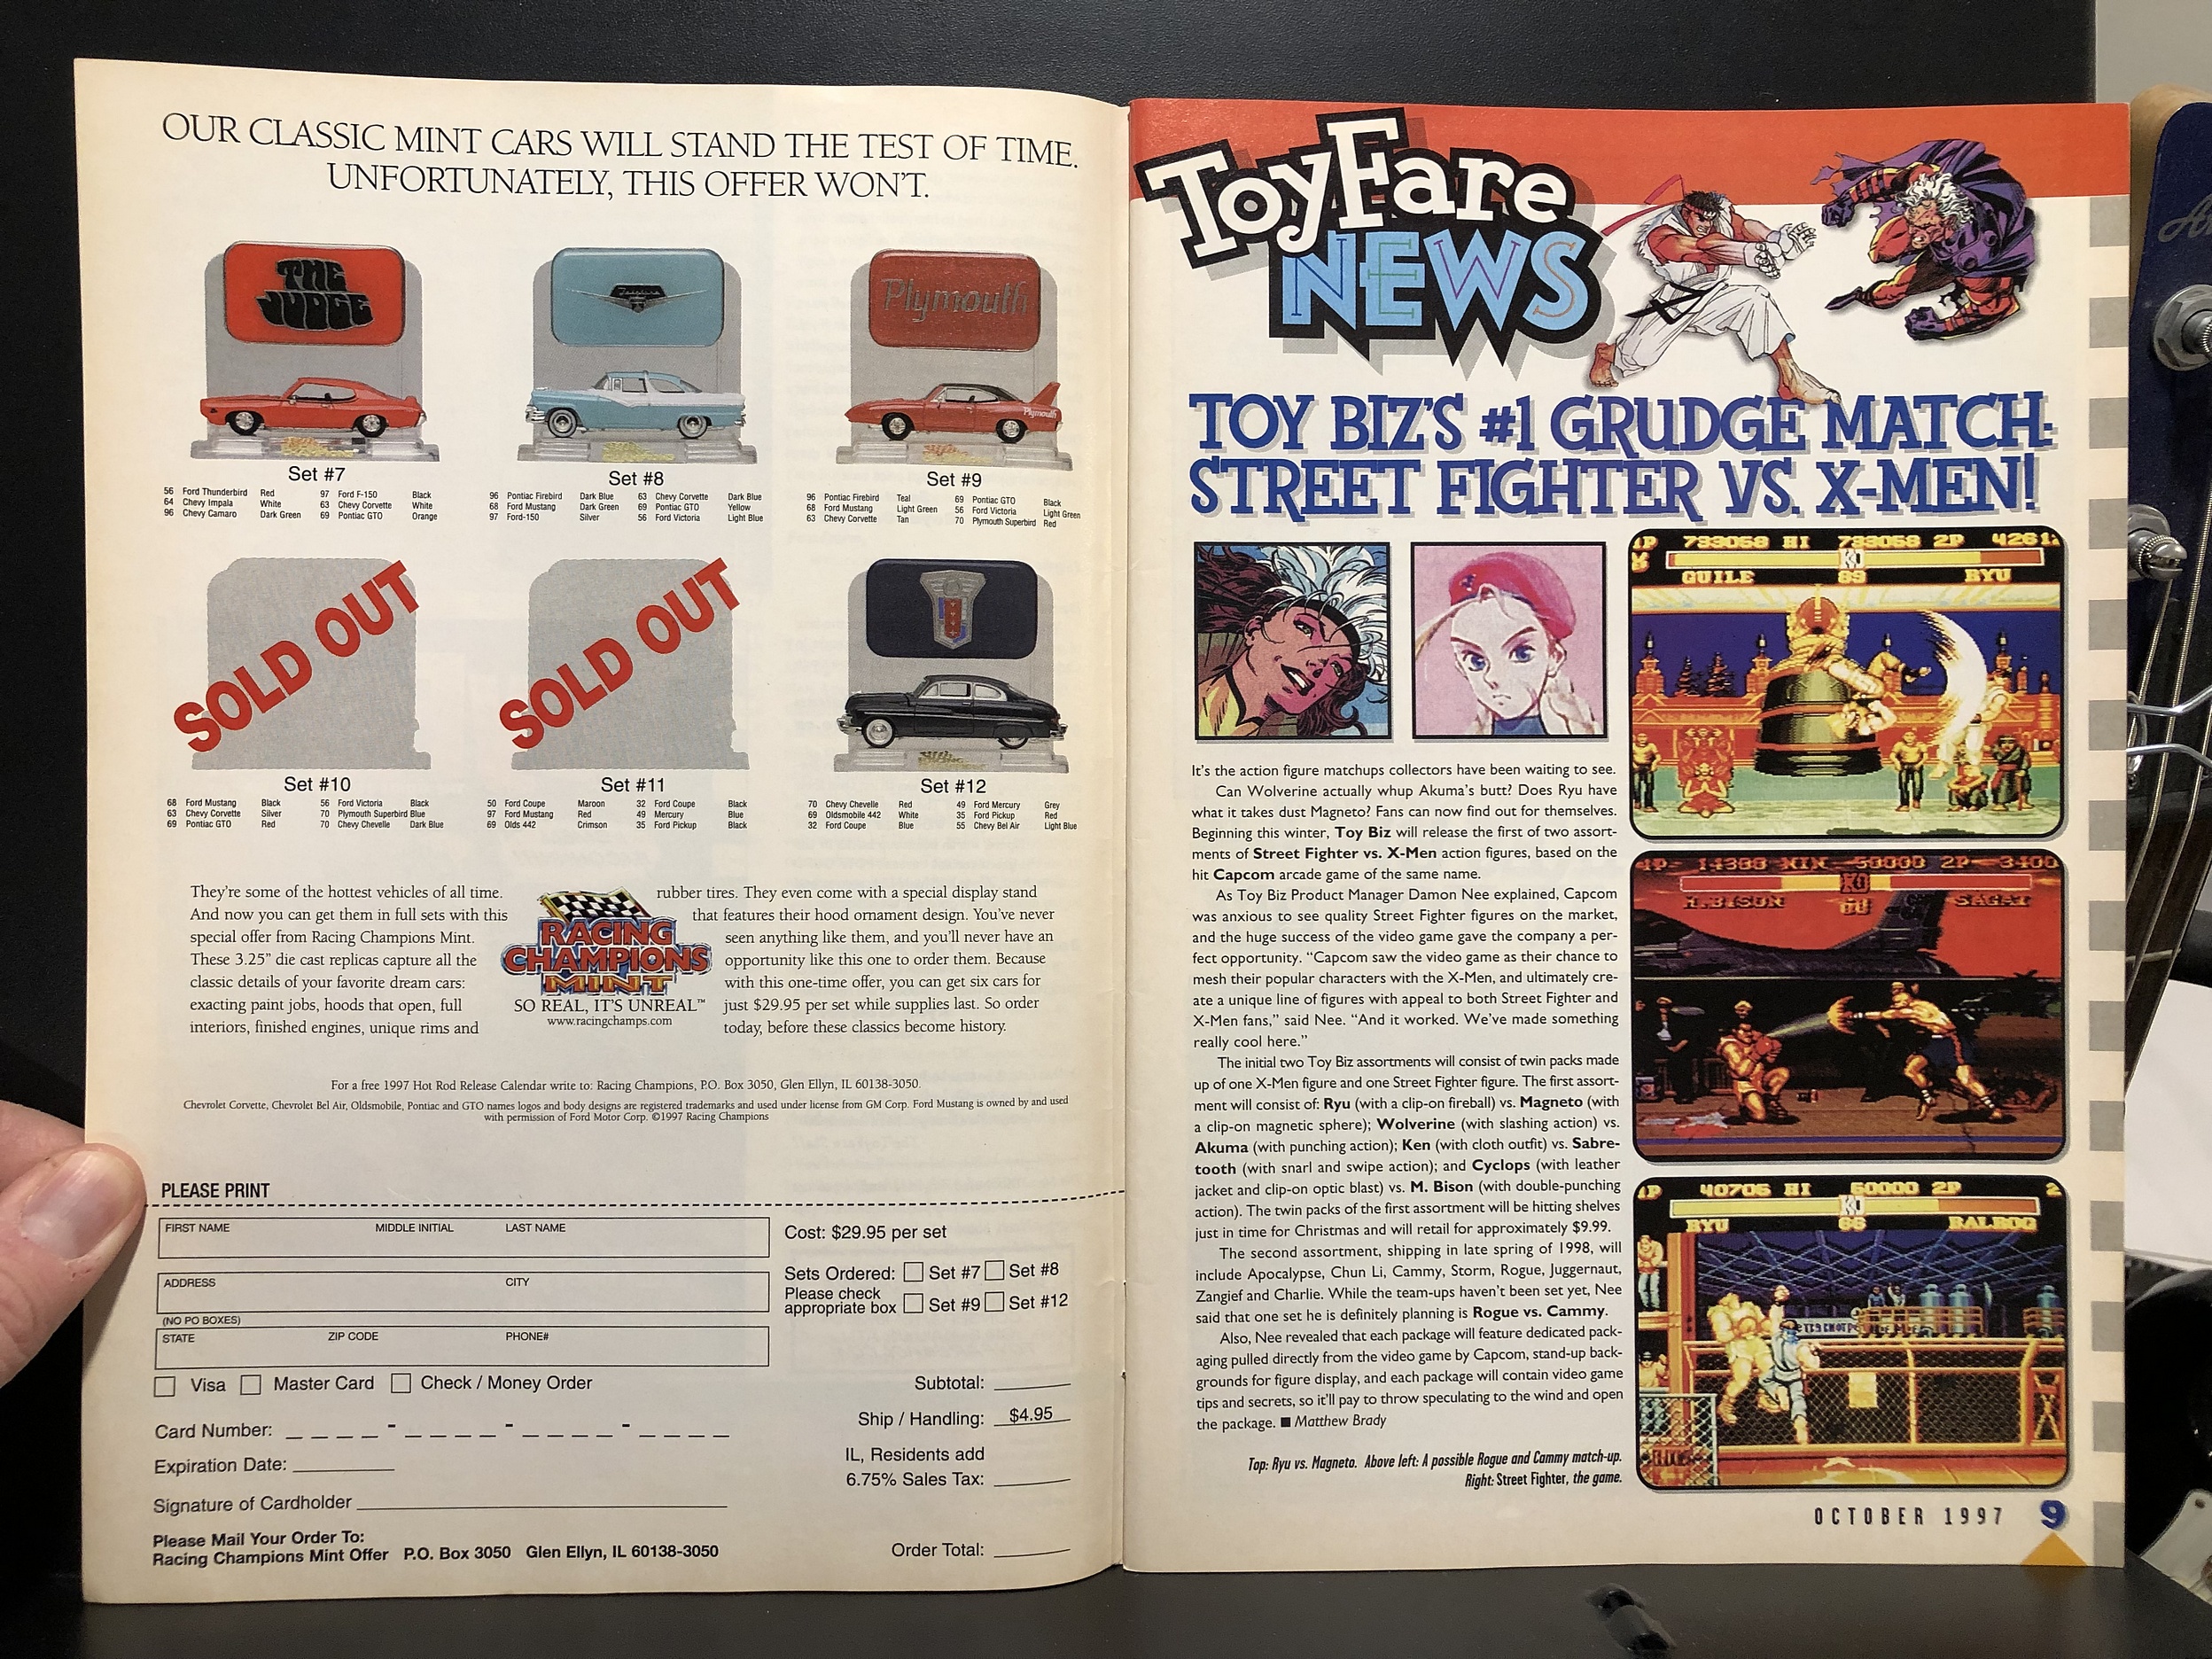 OUR CLASSIC MINT CARS WILL STAND THE TEST OF TIME.
UNFORTUNATELY, THIS OFFER WON'T.
THE
JUDGE
Plymouth
Plymouth
Set #7
56 Ford Thunderbird Red 97 Ford F-150 Black
64 Chevy Impala White 63 Chevy Corvette White
96 Chevy Camaro Dark Green 69 Pontiac GTO Orange
Set #8
96 Pontiac Firebird Dark Blue 63 Chevy Corvette Dark Blue
68 Ford Mustang Dark Green 69 Pontiac GTO Yellow
97 Ford-150 Silver 56 Ford Victoria Light Blue
Set #9
96 Pontiac Firebird Teal 69 Pontiac GTO Black
68 Ford Mustang Light Green 56 Ford Victoria Light Green
63 Chevy Corvette Tan 70 Plymouth Superbird Red
SOLD OUT
SOLD OUT
Set #10
68 Ford Mustang Black 56 Ford Victoria Black
63 Chevy Corvette Silver 70 Plymouth Superbird Blue
69 Pontiac GTO Red 70 Chevy Chevelle Dark Blue
Set #11
50 Ford Coupe Maroon 32 Ford Coupe Black
97 Ford Mustang Red 49 Mercury Blue
69 Olds 442 Crimson 35 Ford Pickup Black
Set #12
70 Chevy Chevelle Red 49 Ford Mercury Grey
69 Oldsmobile 442 White 35 Ford Pickup Red
32 Ford Coupe Blue 55 Chevy Bel Air Light Blue
They're some of the hottest vehicles of all time.
And now you can get them in full sets with this
special offer from Racing Champions Mint.
These 3.25" die cast replicas capture all the
classic details of your favorite dream cars:
exacting paint jobs, hoods that open, full
interiors, finished engines, unique rims and
RACING
CHAMPIONS
MINT
SO REAL, IT'S UNREAL™
www.racingchamps.com
rubber tires. They even come with a special display stand
that features their hood ornament design. You've never
seen anything like them, and you'll never have an
opportunity like this one to order them. Because
with this one-time offer, you can get six cars for
just $29.95 per set while supplies last. So order
today, before these classics become history.
For a free 1997 Hot Rod Release Calendar write to: Racing Champions, P.O. Box 3050, Glen Ellyn, IL 60138-3050.
Chevrolet Corvette, Chevrolet Bel Air, Oldsmobile, Pontiac and GTO names logos and body designs are registered trademarks and used under license from GM Corp. Ford Mustang is owned by and used
with permission of Ford Motor Corp. ©1997 Racing Champions
PLEASE PRINT
FIRST NAME MIDDLE INITIAL LAST NAME
ADDRESS CITY
(NO PO BOXES)
STATE ZIP CODE PHONE#
Visa Master Card Check / Money Order
Card Number: _ _ _ _ - _ _ _ _ - _ _ _ _ - _ _ _ _
Expiration Date:
Signature of Cardholder
Please Mail Your Order To:
Racing Champions Mint Offer P.O. Box 3050 Glen Ellyn, IL 60138-3050
Cost: $29.95 per set
Sets Ordered: Set #7 Set #8
Please check
appropriate box Set #9 Set #12
Subtotal:
Ship / Handling: $4.95
IL, Residents add
6.75% Sales Tax:
Order Total:
ToyFare
NEWS
TOY BIZ'S #1 GRUDGE MATCH:
STREET FIGHTER VS. X-MEN!
It's the action figure matchups collectors have been waiting to see.
Can Wolverine actually whup Akuma's butt? Does Ryu have
what it takes dust Magneto? Fans can now find out for themselves.
Beginning this winter, Toy Biz will release the first of two assort-
ments of Street Fighter vs. X-Men action figures, based on the
hit Capcom arcade game of the same name.
As Toy Biz Product Manager Damon Nee explained, Capcom
was anxious to see quality Street Fighter figures on the market,
and the huge success of the video game gave the company a per-
fect opportunity. "Capcom saw the video game as their chance to
mesh their popular characters with the X-Men, and ultimately cre-
ate a unique line of figures with appeal to both Street Fighter and
X-Men fans," said Nee. "And it worked. We've made something
really cool here."
The initial two Toy Biz assortments will consist of twin packs made
up of one X-Men figure and one Street Fighter figure. The first assort-
ment will consist of: Ryu (with a clip-on fireball) vs. Magneto (with
a clip-on magnetic sphere); Wolverine (with slashing action) vs.
Akuma (with punching action); Ken (with cloth outfit) vs. Sabre-
tooth (with snarl and swipe action); and Cyclops (with leather
jacket and clip-on optic blast) vs. M. Bison (with double-punching
action). The twin packs of the first assortment will be hitting shelves
just in time for Christmas and will retail for approximately $9.99.
The second assortment, shipping in late spring of 1998, will
include Apocalypse, Chun Li, Cammy, Storm, Rogue, Juggernaut,
Zangief and Charlie. While the team-ups haven't been set yet, Nee
said that one set he is definitely planning is Rogue vs. Cammy.
Also, Nee revealed that each package will feature dedicated pack-
aging pulled directly from the video game by Capcom, stand-up back-
grounds for figure display, and each package will contain video game
tips and secrets, so it'll pay to throw speculating to the wind and open
the package. ■ Matthew Brady
Top: Ryu vs. Magneto. Above left: A possible Rogue and Cammy match-up.
Right: Street Fighter, the game.
1P 733058 HI 733058 2P 4261
KO
GUILE 89 RYU
1P 14300 MIN 50000 2P 3400
KO
M.BISON 66 SAGAT
1P 40706 HI 50000 2P 2
KO
RYU 66 BALROG
OCTOBER 1997 9